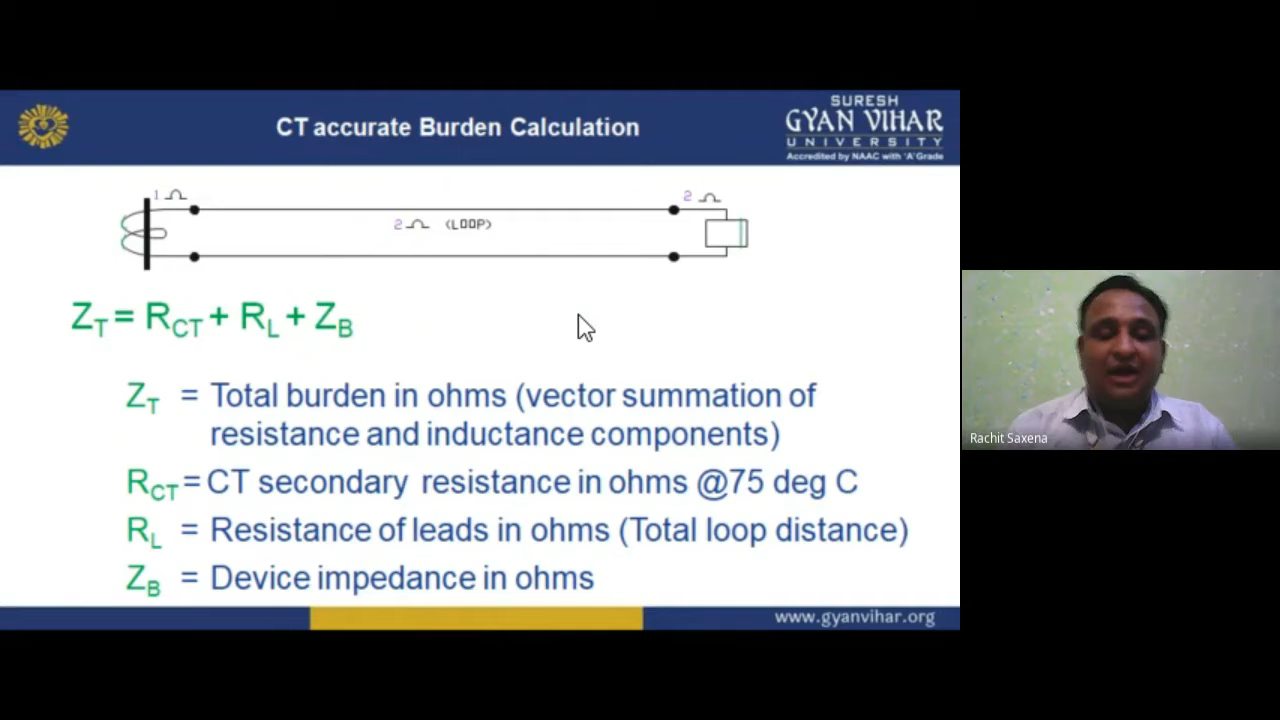 CT accurate Burden Calculation
SURESH
GYAN VIHAR
UNIVERSITY
Accredited by NAAC with 'A' Grade
1 Ω
2 Ω
2 Ω (LOOP)
Z_T = R_CT + R_L + Z_B
Z_T = Total burden in ohms (vector summation of
resistance and inductance components)
R_CT = CT secondary resistance in ohms @75 deg C
R_L = Resistance of leads in ohms (Total loop distance)
Z_B = Device impedance in ohms
www.gyanvihar.org
Rachit Saxena